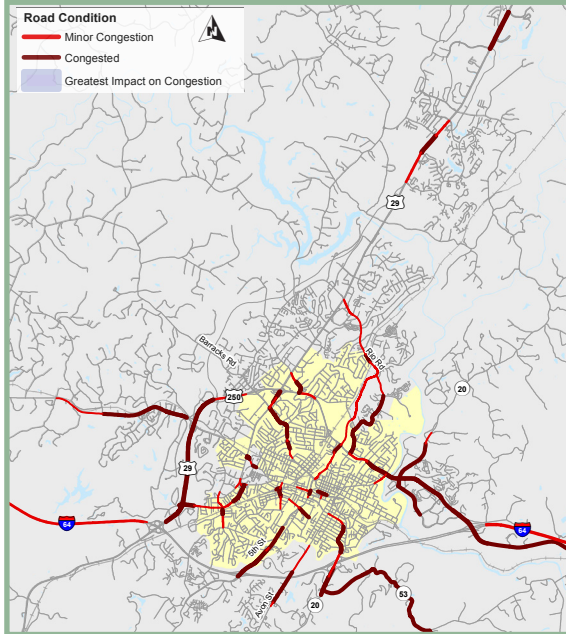 Road Condition
Minor Congestion
Congested
Greatest Impact on Congestion
29
Barracks Rd
Rio Rd
20
250
29
64
64
5th St
Avon St
20
53